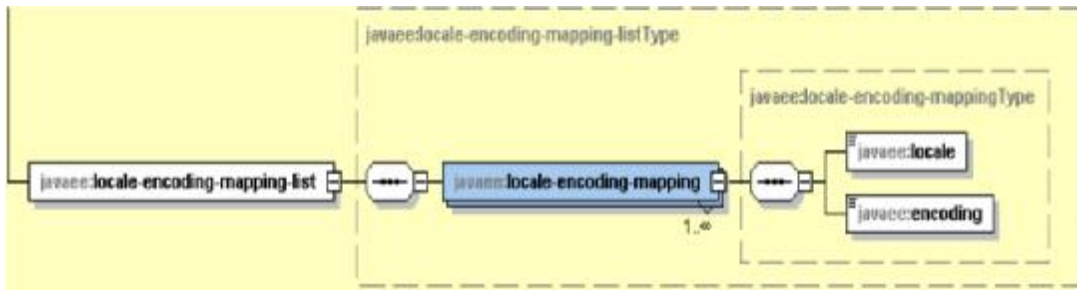 javaee:locale-encoding-mapping-listType
javaee:locale-encoding-mappingType
javaee:locale
javaee:locale-encoding-mapping-list
javaee:locale-encoding-mapping
1..∞
javaee:encoding